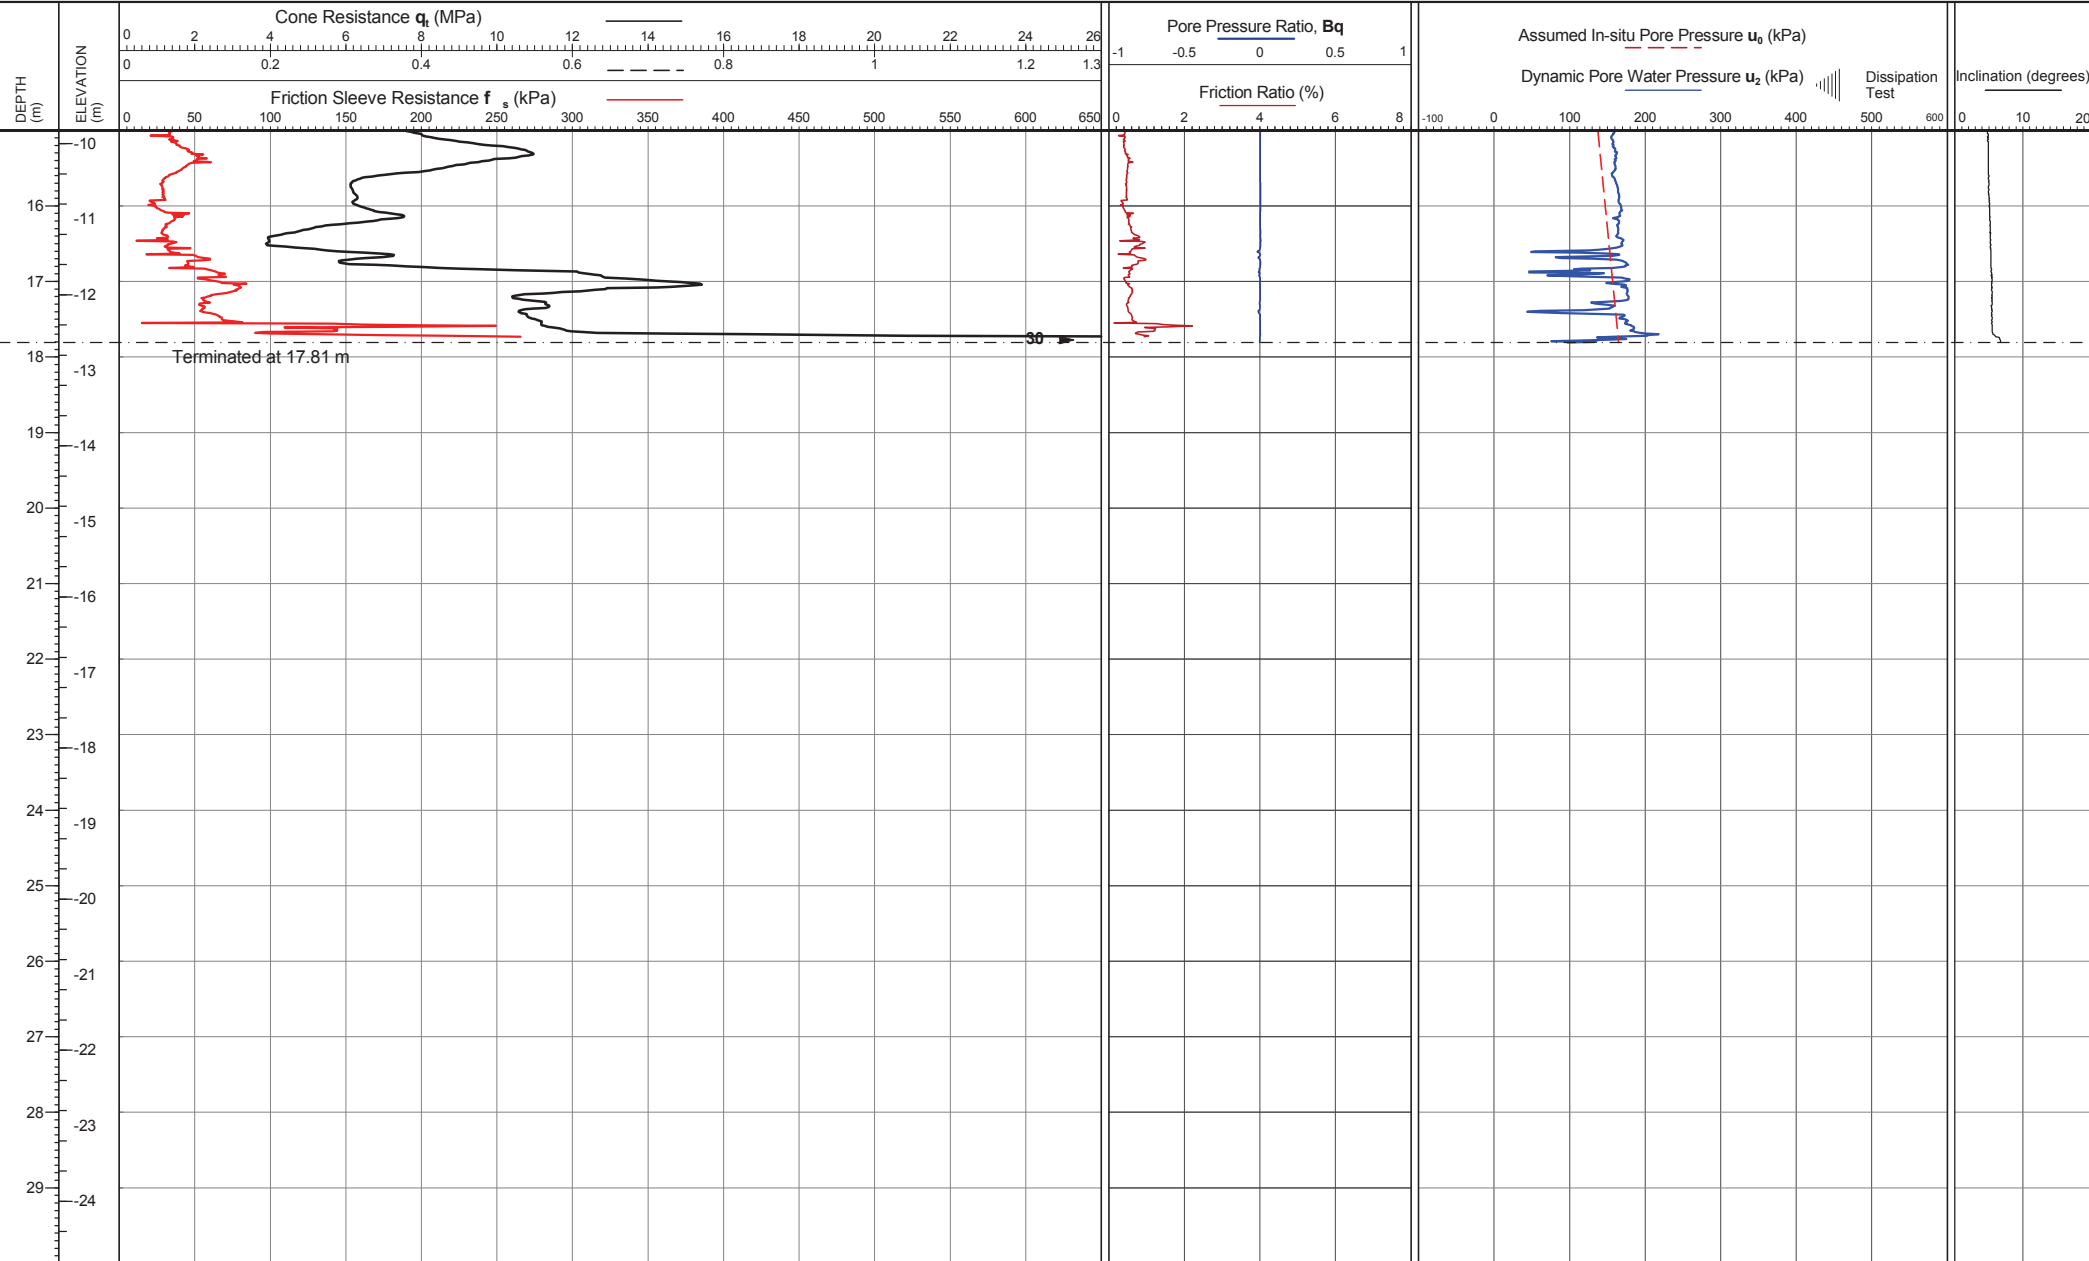 Cone Resistance qt (MPa)
0 2 4 6 8 10 12 14 16 18 20 22 24 26
0 0.2 0.4 0.6 0.8 1 1.2 1.3
Friction Sleeve Resistance f s (kPa)
0 50 100 150 200 250 300 350 400 450 500 550 600 650
DEPTH
(m)
ELEVATION
(m)
Pore Pressure Ratio, Bq
-1 -0.5 0 0.5 1
Friction Ratio (%)
0 2 4 6 8
Assumed In-situ Pore Pressure u0 (kPa)
Dynamic Pore Water Pressure u2 (kPa)
Dissipation
Test
-100 0 100 200 300 400 500 600
Inclination (degrees)
0 10 20
-10
16
-11
17
-12
30
Terminated at 17.81 m
18
-13
19
-14
20
-15
21
-16
22
-17
23
-18
24
-19
25
-20
26
-21
27
-22
28
-23
29
-24